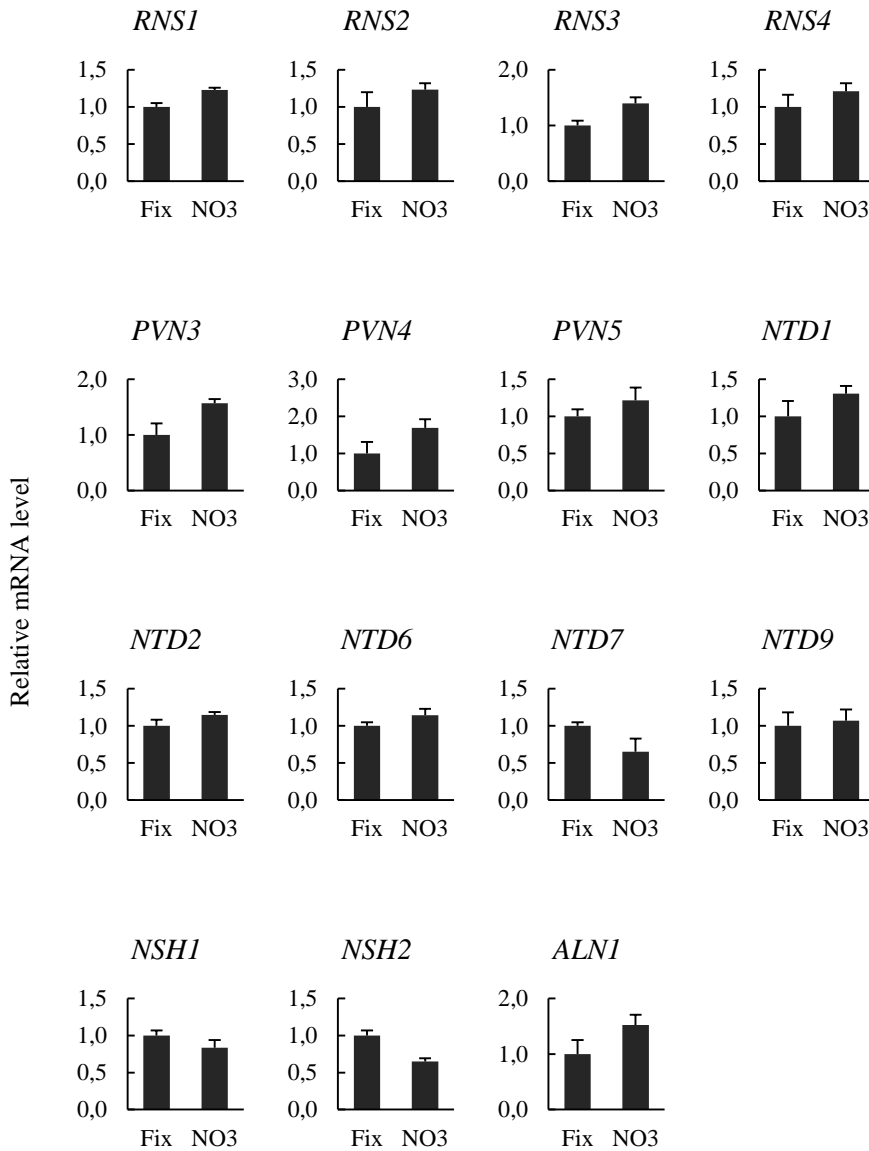 RNS1 RNS2 RNS3 RNS4
1,5 1,5 2,0 1,5
1,0 1,0 1,0 1,0
0,5 0,5 0,5
0,0 0,0 0,0 0,0
Fix NO3 Fix NO3 Fix NO3 Fix NO3
PVN3 PVN4 PVN5 NTD1
2,0 3,0 1,5 1,5
1,0 2,0 1,0 1,0
1,0 0,5 0,5
0,0 0,0 0,0 0,0
Fix NO3 Fix NO3 Fix NO3 Fix NO3
Relative mRNA level
NTD2 NTD6 NTD7 NTD9
1,5 1,5 1,5 1,5
1,0 1,0 1,0 1,0
0,5 0,5 0,5 0,5
0,0 0,0 0,0 0,0
Fix NO3 Fix NO3 Fix NO3 Fix NO3
NSH1 NSH2 ALN1
1,5 1,5 2,0
1,0 1,0 1,0
0,5 0,5
0,0 0,0 0,0
Fix NO3 Fix NO3 Fix NO3